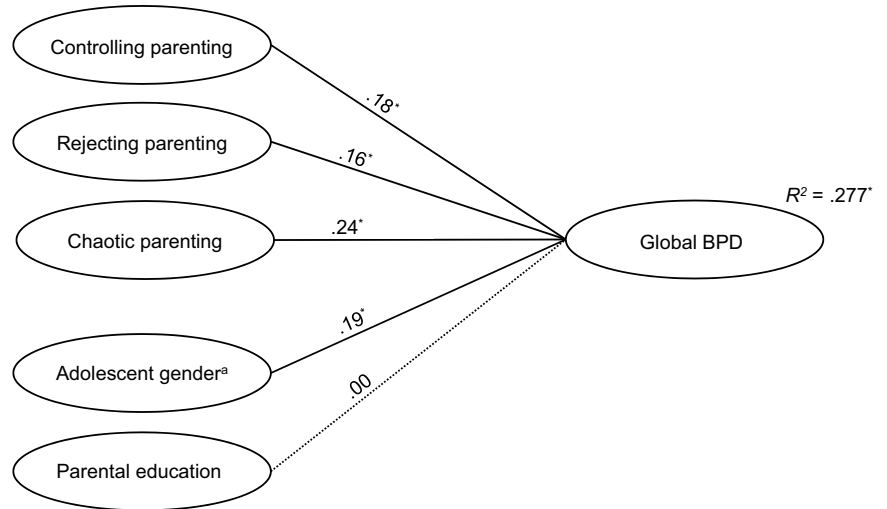 Controlling parenting
.18*
Rejecting parenting
.16*
R² = .277*
Chaotic parenting
.24*
Global BPD
.19*
Adolescent genderᵃ
.00
Parental education